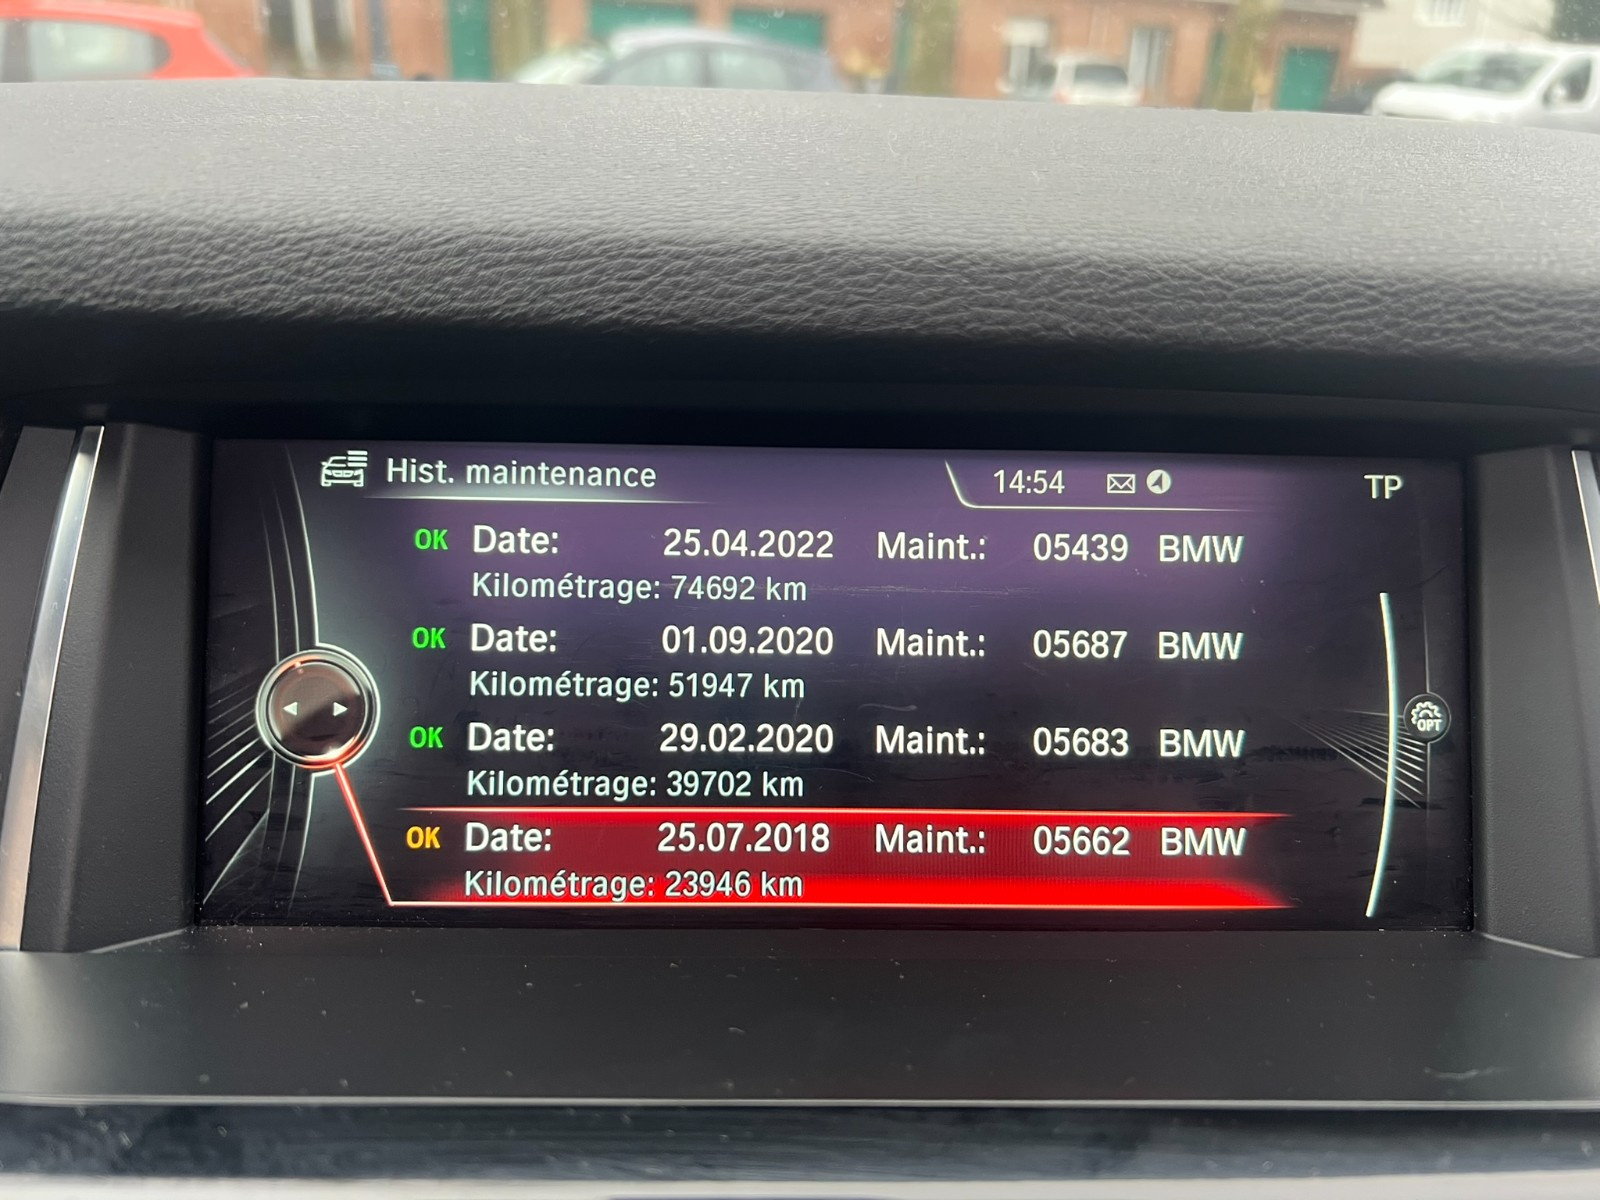 Hist. maintenance 14:54 TP
OK Date: 25.04.2022 Maint.: 05439 BMW
Kilométrage: 74692 km
OK Date: 01.09.2020 Maint.: 05687 BMW
Kilométrage: 51947 km
OK Date: 29.02.2020 Maint.: 05683 BMW
OPT
Kilométrage: 39702 km
OK Date: 25.07.2018 Maint.: 05662 BMW
Kilométrage: 23946 km